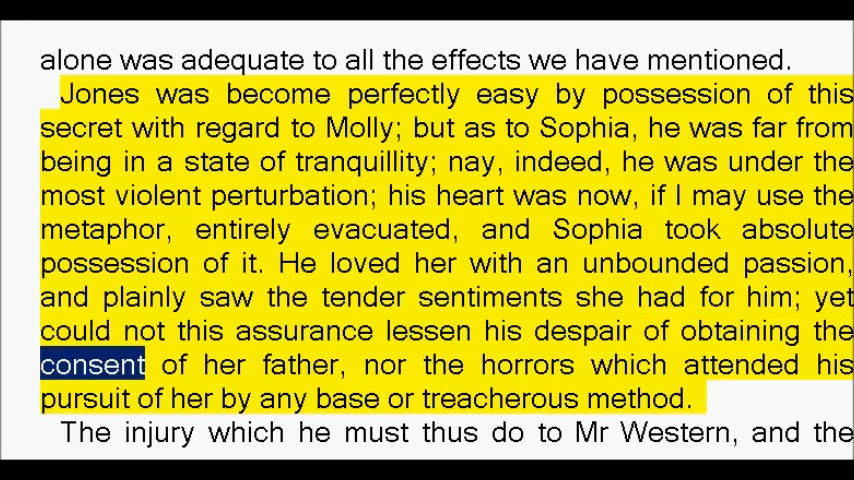 alone was adequate to all the effects we have mentioned.
Jones was become perfectly easy by possession of this
secret with regard to Molly; but as to Sophia, he was far from
being in a state of tranquillity; nay, indeed, he was under the
most violent perturbation; his heart was now, if I may use the
metaphor, entirely evacuated, and Sophia took absolute
possession of it. He loved her with an unbounded passion,
and plainly saw the tender sentiments she had for him; yet
could not this assurance lessen his despair of obtaining the
consent of her father, nor the horrors which attended his
pursuit of her by any base or treacherous method.
The injury which he must thus do to Mr Western, and the